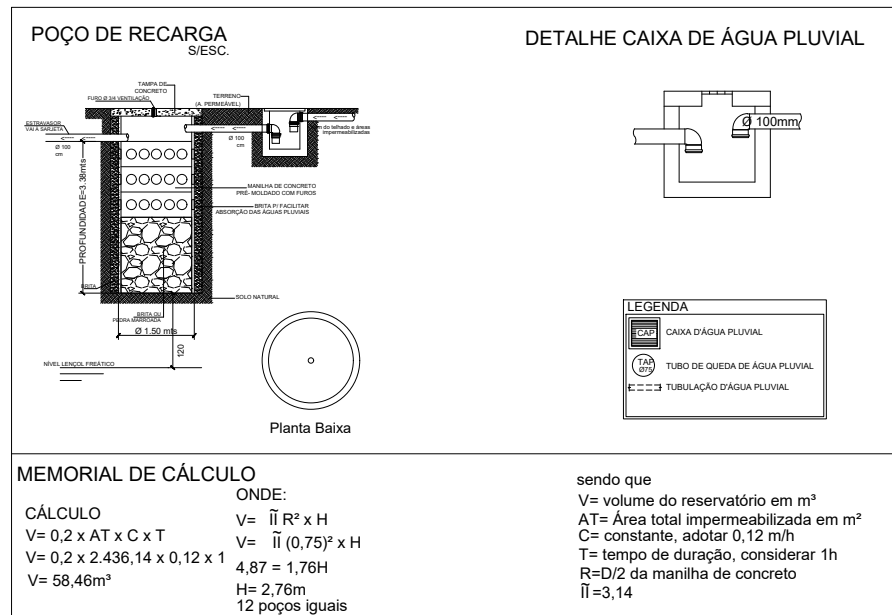 POÇO DE RECARGA
S/ESC.
DETALHE CAIXA DE ÁGUA PLUVIAL
TAMPA DE
CONCRETO
FURO Ø 3/4 VENTILAÇÃO
TERRENO
(A. PERMEÁVEL)
ESTRAVASOR
VAI A SARJETA
Ø 100
cm
Ø 100
cm
do telhado e áreas
impermeabilizadas
Ø 100mm
PROFUNDIDADE=3.38mts
MANILHA DE CONCRETO
PRÉ- MOLDADO COM FUROS
BRITA P/ FACILITAR
ABSORÇÃO DAS ÁGUAS PLUVIAIS
BRITA
SOLO NATURAL
BRITA OU
PEDRA MARROADA
Ø 1.50 mts
120
NÍVEL LENÇOL FREÁTICO
Planta Baixa
LEGENDA
CAP CAIXA D'ÁGUA PLUVIAL
TAP
Ø75
TUBO DE QUEDA DE ÁGUA PLUVIAL
TUBULAÇÃO D'ÁGUA PLUVIAL
MEMORIAL DE CÁLCULO
CÁLCULO
V= 0,2 x AT x C x T
V= 0,2 x 2.436,14 x 0,12 x 1
V= 58,46m³
ONDE:
V= ĨĨ R² x H
V= ĨĨ (0,75)² x H
4,87 = 1,76H
H= 2,76m
12 poços iguais
sendo que
V= volume do reservatório em m³
AT= Área total impermeabilizada em m²
C= constante, adotar 0,12 m/h
T= tempo de duração, considerar 1h
R=D/2 da manilha de concreto
ĨĨ =3,14